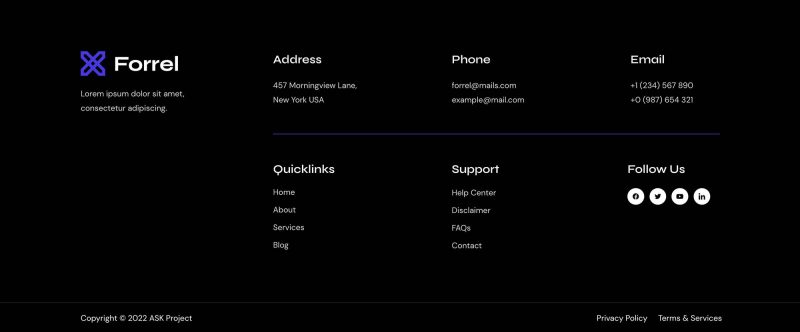 Forrel
Lorem ipsum dolor sit amet,
consectetur adipiscing.
Address
457 Morningview Lane,
New York USA
Phone
forrel@mails.com
example@mail.com
Email
+1 (234) 567 890
+0 (987) 654 321
Quicklinks
Home
About
Services
Blog
Support
Help Center
Disclaimer
FAQs
Contact
Follow Us
Copyright © 2022 ASK Project
Privacy Policy
Terms & Services